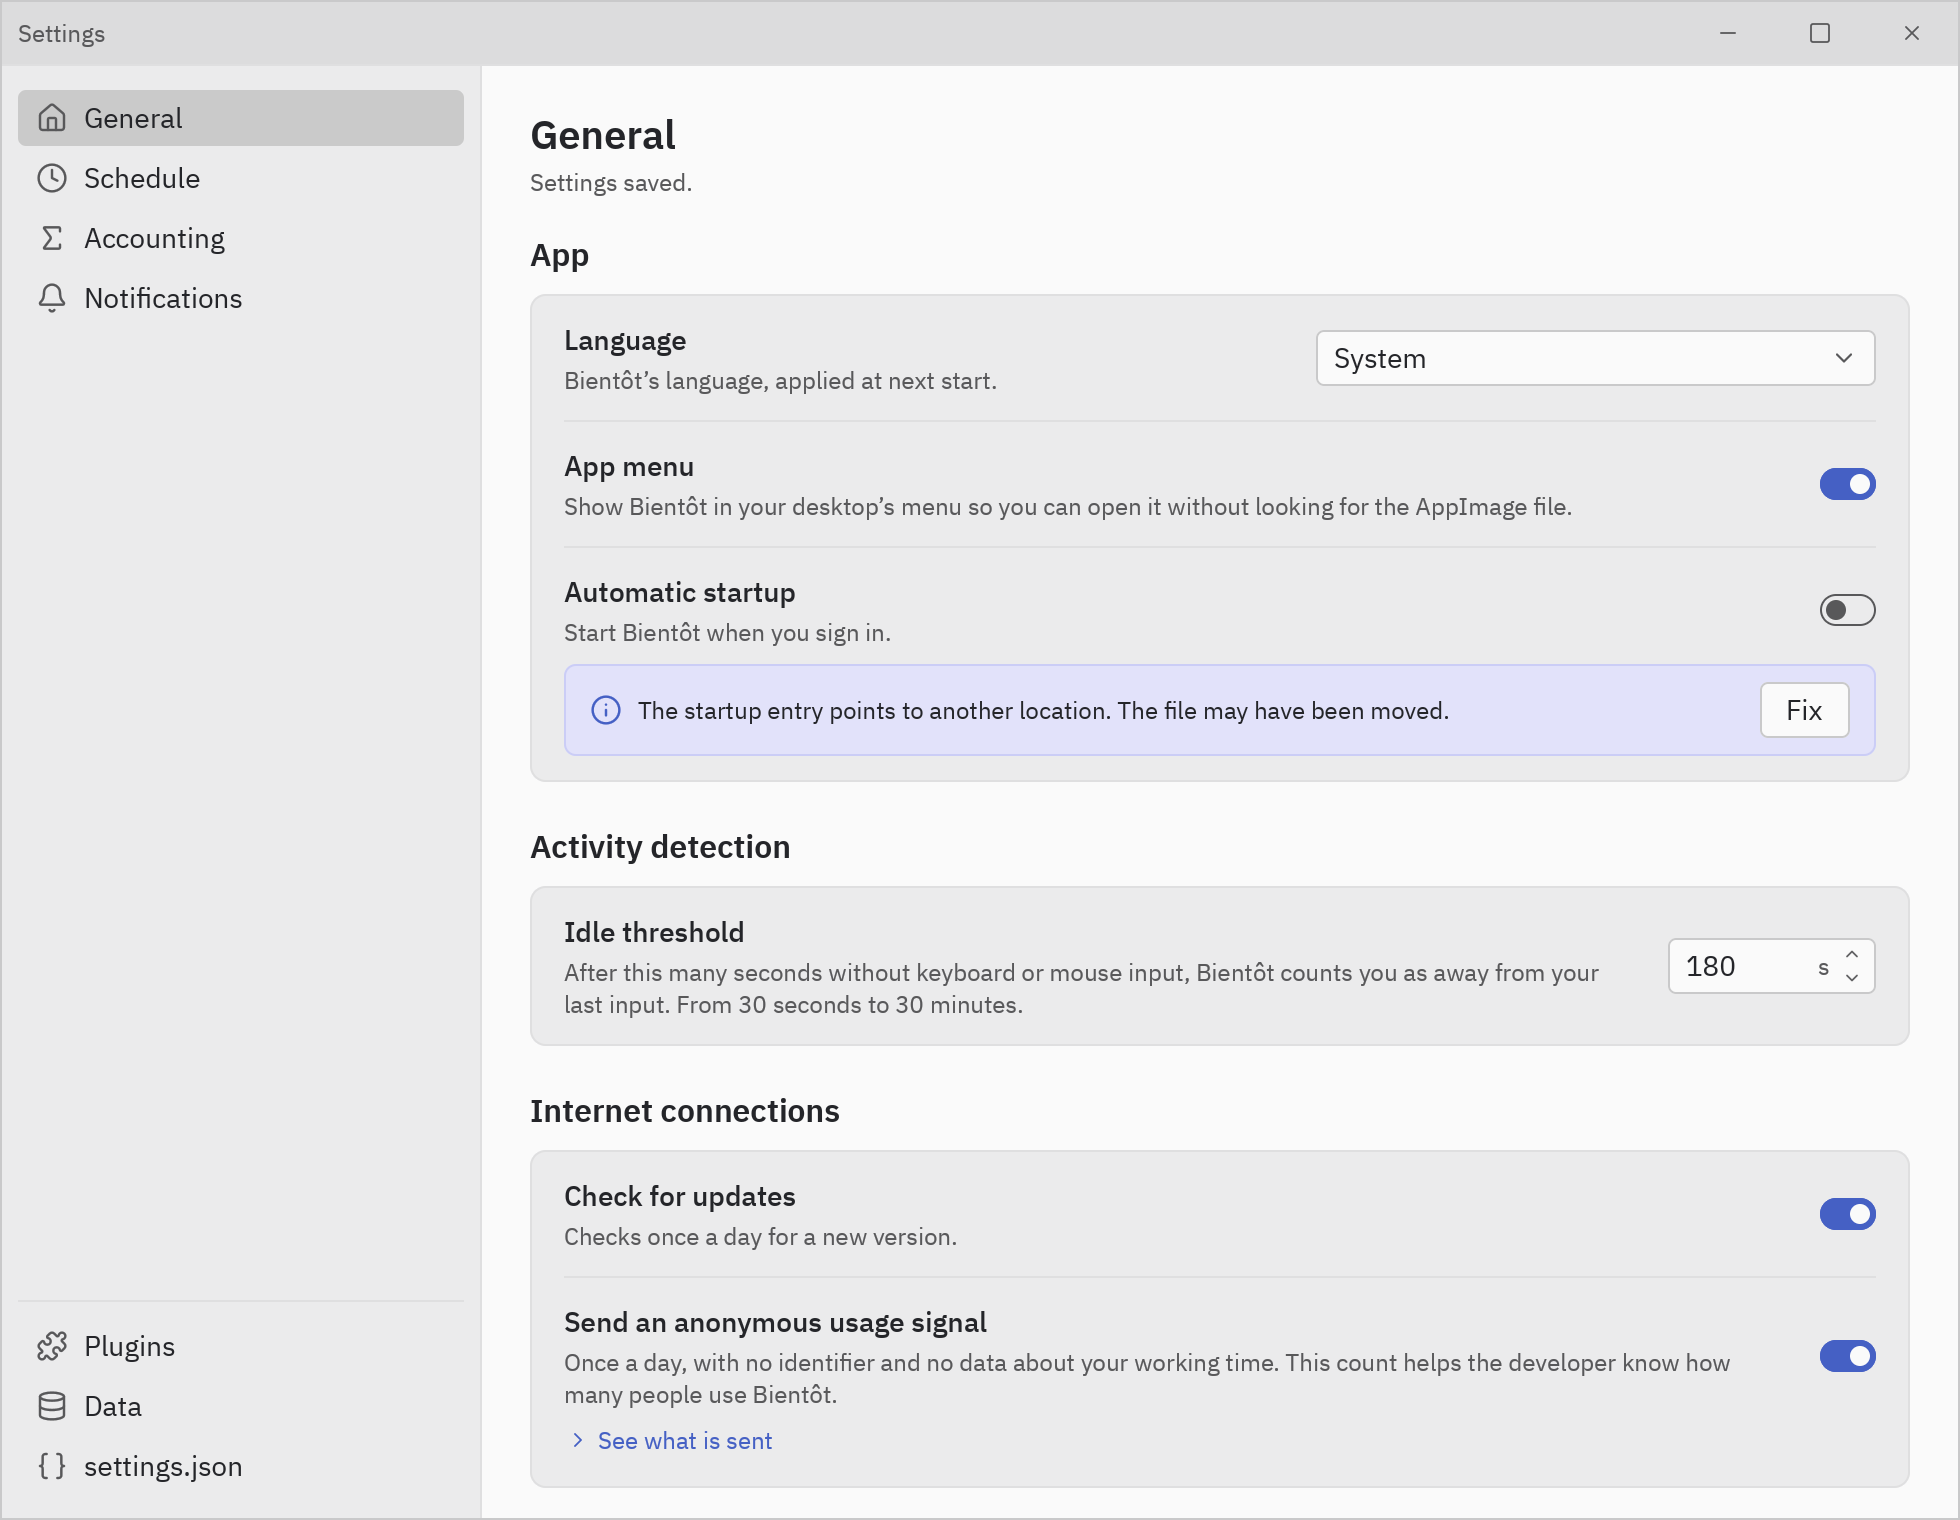 Settings
General
Schedule
Accounting
Notifications
Plugins
Data
settings.json
General
Settings saved.
App
Language
Bientôt’s language, applied at next start.
System
App menu
Show Bientôt in your desktop’s menu so you can open it without looking for the AppImage file.
Automatic startup
Start Bientôt when you sign in.
The startup entry points to another location. The file may have been moved.
Fix
Activity detection
Idle threshold
After this many seconds without keyboard or mouse input, Bientôt counts you as away from your
last input. From 30 seconds to 30 minutes.
180 s
Internet connections
Check for updates
Checks once a day for a new version.
Send an anonymous usage signal
Once a day, with no identifier and no data about your working time. This count helps the developer know how
many people use Bientôt.
See what is sent